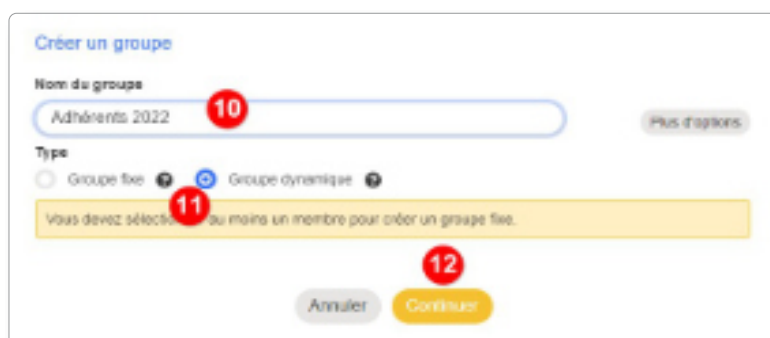 Créer un groupe
Nom du groupe
Adhérents 2022 10
Plus d'options
Type
Groupe fixe ? Groupe dynamique ?
11
Vous devez au moins un membre pour créer un groupe fixe.
12
Annuler Continuer